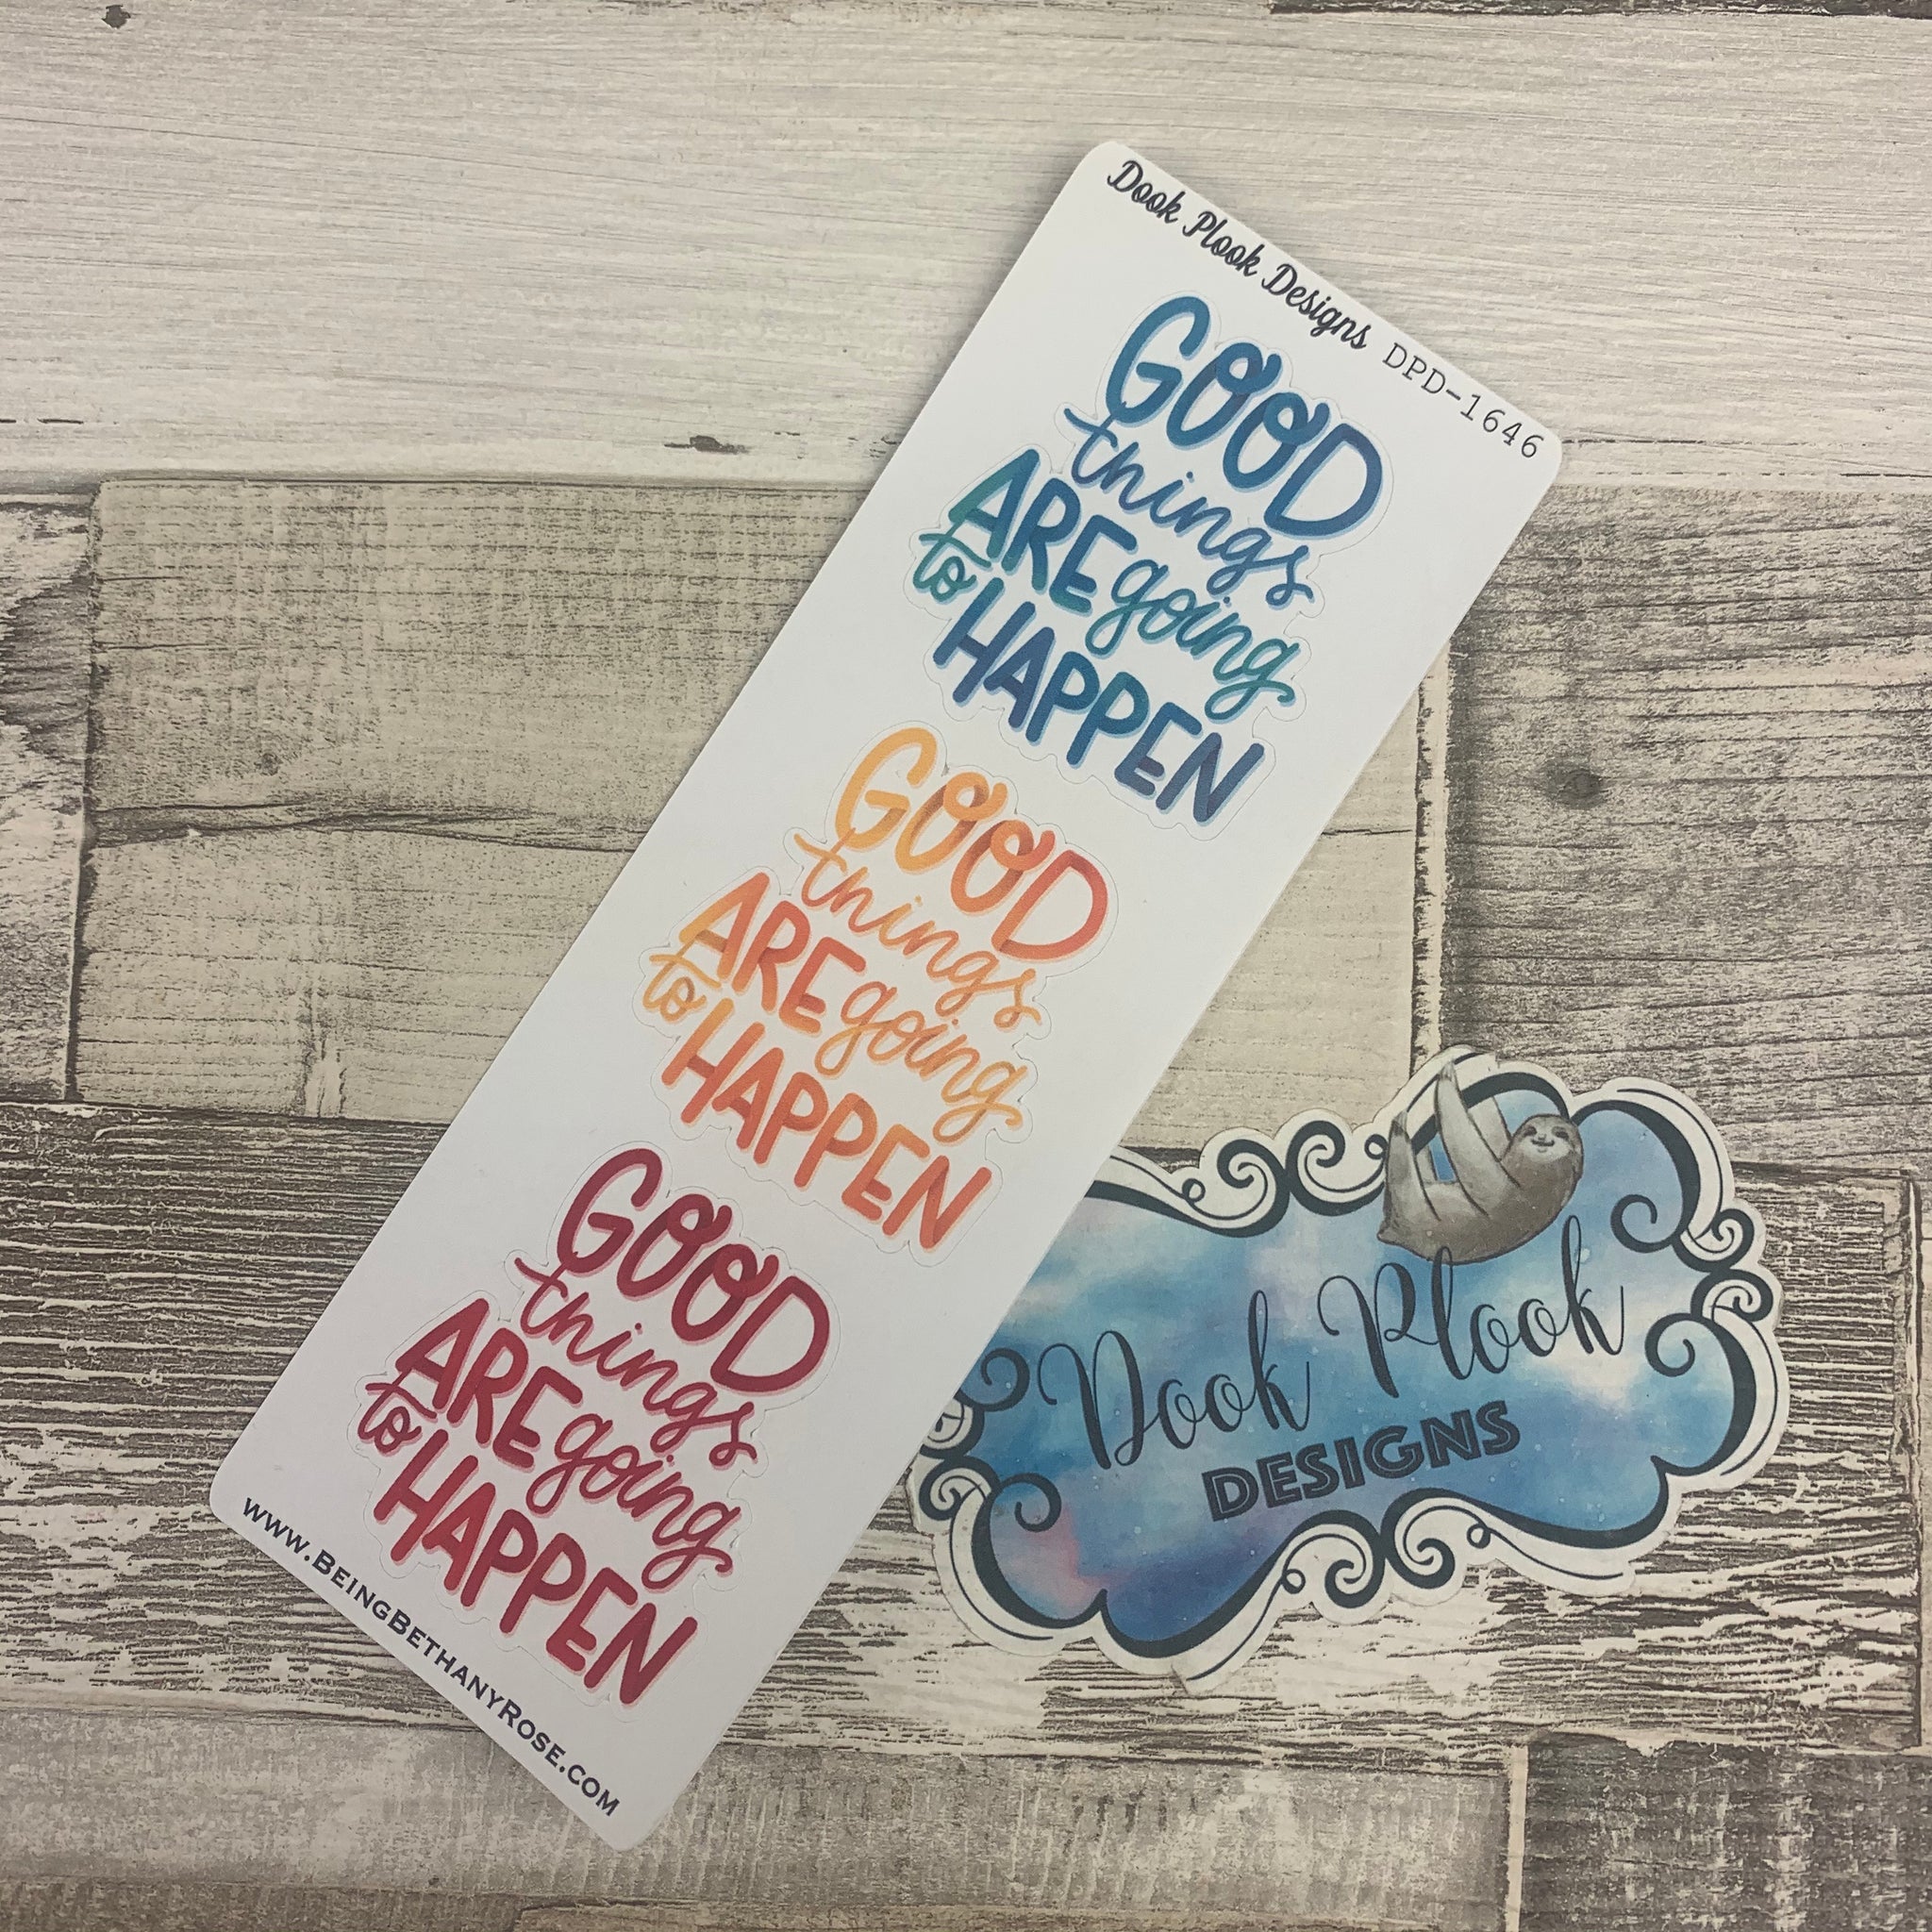 Dook Plook Designs DPD-1646
GOOD
things
ARE going
to HAPPEN
GOOD
things
ARE going
to HAPPEN
GOOD
things
ARE going
to HAPPEN
www.BeingBethanyRose.com
Dook Plook
DESIGNS